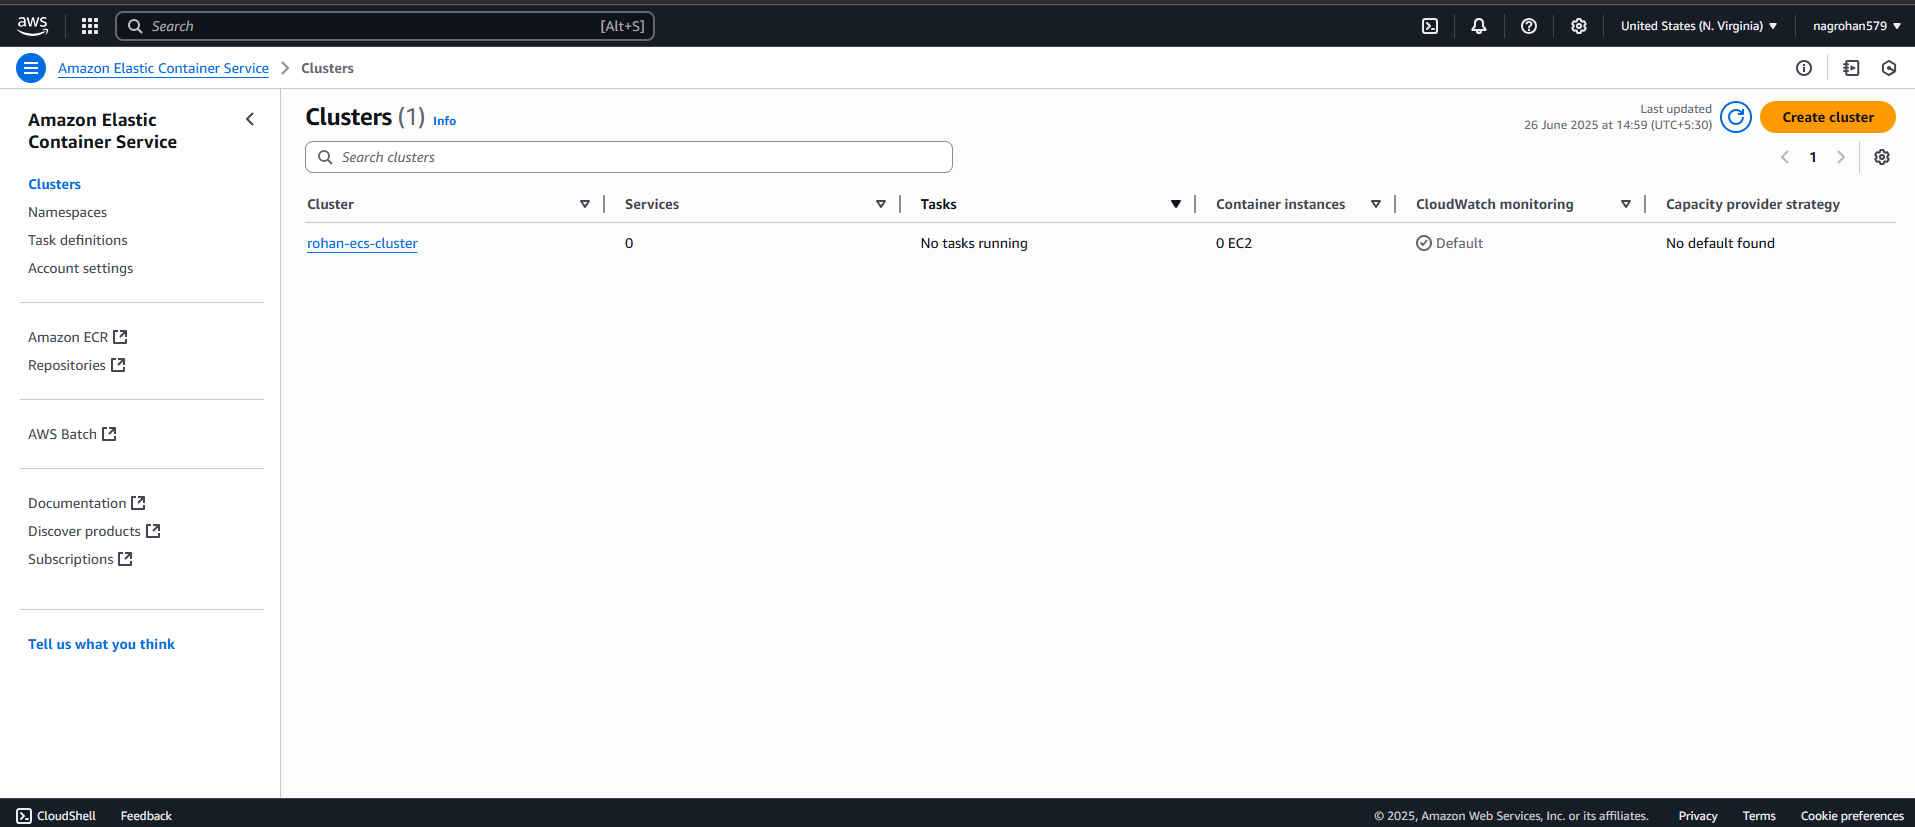 aws
Search [Alt+S]
United States (N. Virginia)
nagrohan579
Amazon Elastic Container Service
Clusters
Amazon Elastic
Container Service
Clusters
Namespaces
Task definitions
Account settings
Amazon ECR
Repositories
AWS Batch
Documentation
Discover products
Subscriptions
Tell us what you think
Clusters (1) Info
Last updated
26 June 2025 at 14:59 (UTC+5:30)
Create cluster
Search clusters
1
Cluster Services Tasks Container instances CloudWatch monitoring Capacity provider strategy
rohan-ecs-cluster 0 No tasks running 0 EC2 Default No default found
CloudShell Feedback © 2025, Amazon Web Services, Inc. or its affiliates. Privacy Terms Cookie preferences